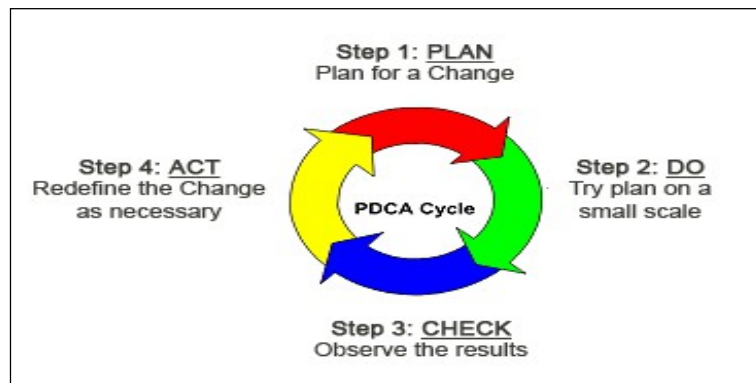 Step 1: PLAN
Plan for a Change
Step 4: ACT
Redefine the Change
as necessary
PDCA Cycle
Step 2: DO
Try plan on a
small scale
Step 3: CHECK
Observe the results